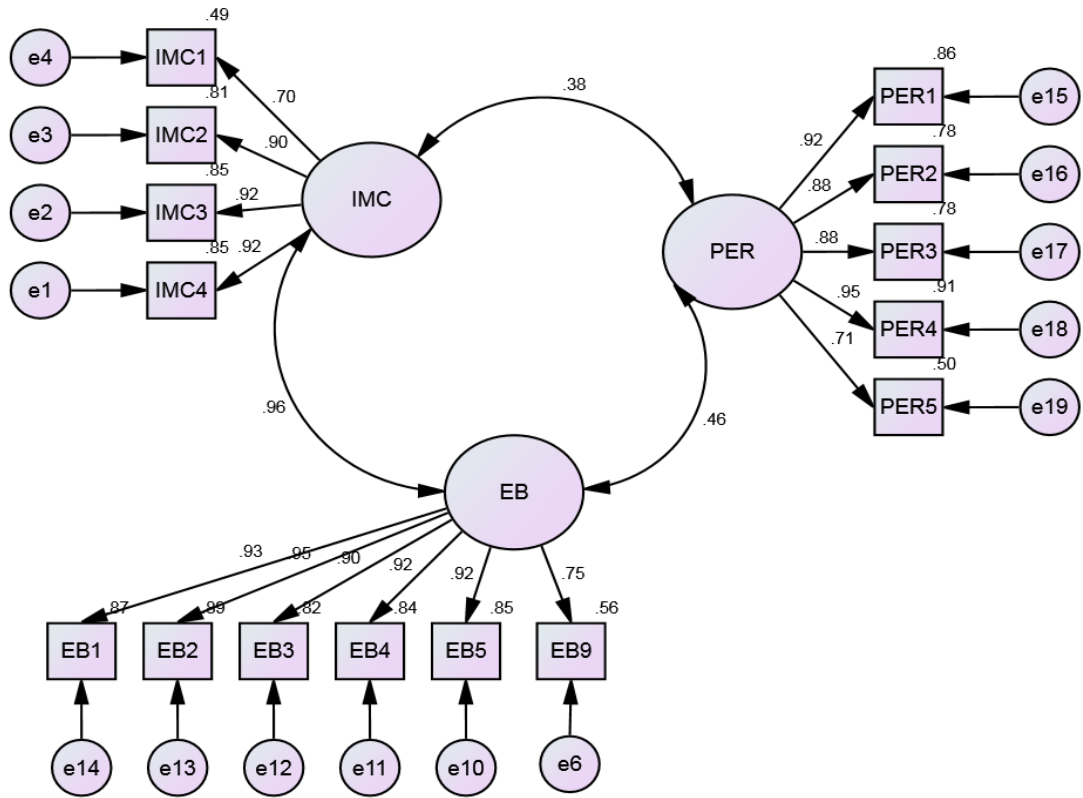 .49
e4 IMC1
.70
.81
e3 IMC2
.90
.85
e2 IMC3
.92
.85 .92
e1 IMC4
IMC
.38
.86
PER1 e15
.92
.78
PER2 e16
.88
.78
PER3 e17
.88
.91
PER4 e18
.95
.50
PER5 e19
.71
PER
.96
.46
EB
.93 .95 .90 .92 .92 .75
.87 .89 .82 .84 .85 .56
EB1 EB2 EB3 EB4 EB5 EB9
e14 e13 e12 e11 e10 e6